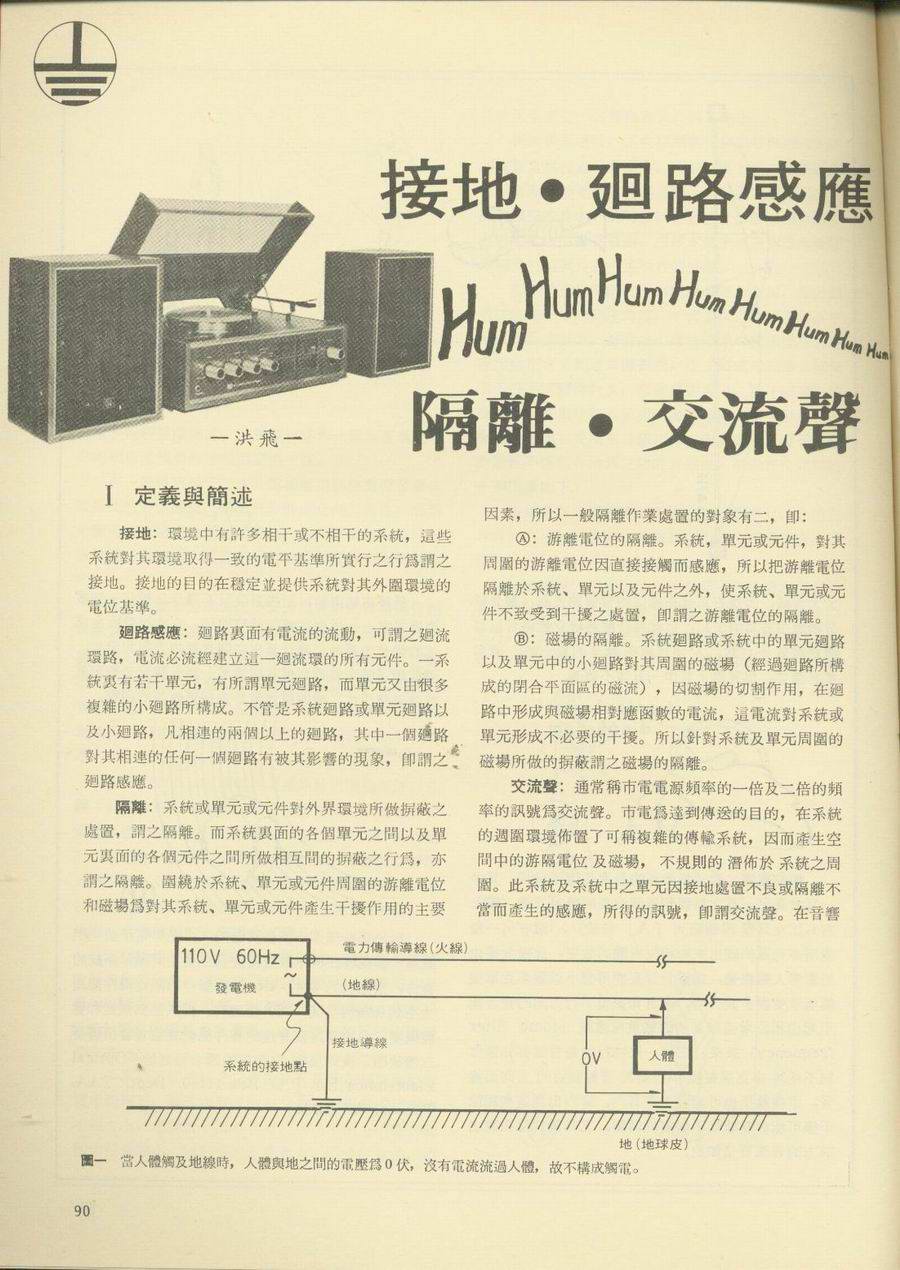 接地・廻路感應
Hum Hum Hum Hum Hum Hum Hum Hum
隔離・交流聲
—洪飛—
I 定義與簡述
接地：環境中有許多相干或不相干的系統，這些
系統對其環境取得一致的電平基準所實行之行爲謂之
接地。接地的目的在穩定並提供系統對其外圍環境的
電位基準。
廻路感應：廻路裏面有電流的流動，可謂之廻流
環路，電流必流經建立這一廻流環的所有元件。一系
統裏有若干單元，有所謂單元廻路，而單元又由很多
複雜的小廻路所構成。不管是系統廻路或單元廻路以
及小廻路，凡相連的兩個以上的廻路，其中一個廻路
對其相連的任何一個廻路有被其影響的現象，卽謂之
廻路感應。
隔離：系統或單元或元件對外界環境所做摒蔽之
處置，謂之隔離。而系統裏面的各個單元之間以及單
元裏面的各個元件之間所做相互間的摒蔽之行爲，亦
謂之隔離。圍繞於系統、單元或元件周圍的游離電位
和磁場爲對其系統、單元或元件產生干擾作用的主要
因素，所以一般隔離作業處置的對象有二，卽：
Ⓐ：游離電位的隔離。系統，單元或元件，對其
周圍的游離電位因直接接觸而感應，所以把游離電位
隔離於系統、單元以及元件之外，使系統、單元或元
件不致受到干擾之處置，卽謂之游離電位的隔離。
Ⓑ：磁場的隔離。系統廻路或系統中的單元廻路
以及單元中的小廻路對其周圍的磁場（經過廻路所構
成的閉合平面區的磁流），因磁場的切割作用，在廻
路中形成與磁場相對應函數的電流，這電流對系統或
單元形成不必要的干擾。所以針對系統及單元周圍的
磁場所做的摒蔽謂之磁場的隔離。
交流聲：通常稱市電電源頻率的一倍及二倍的頻
率的訊號爲交流聲。市電爲達到傳送的目的，在系統
的週圍環境佈置了可稱複雜的傳輸系統，因而產生空
間中的游隔電位及磁場，不規則的潛佈於系統之周
圍。此系統及系統中之單元因接地處置不良或隔離不
當而產生的感應，所得的訊號，卽謂交流聲。在音響
110V 60Hz
~
發電機
電力傳輸導線(火線)
(地線)
接地導線
系統的接地點
0V
人體
地(地球皮)
圖一 當人體觸及地線時，人體與地之間的電壓爲0伏，沒有電流流過人體，故不構成觸電。
90